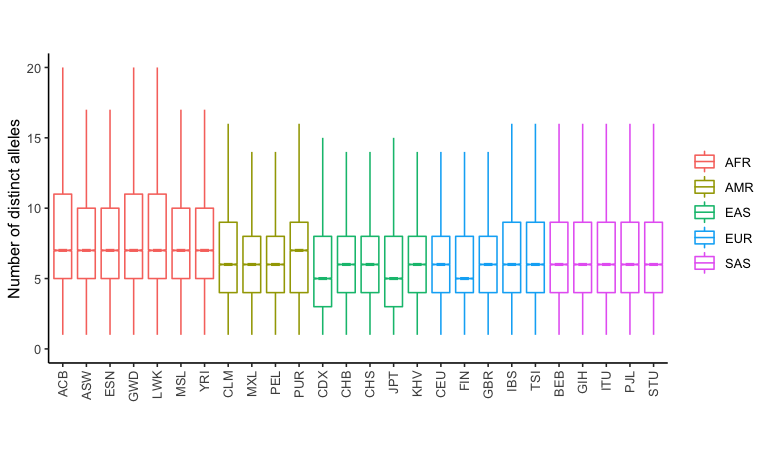 Number of distinct alleles
20
15
10
5
0
ACB ASW ESN GWD LWK MSL YRI CLM MXL PEL PUR CDX CHB CHS JPT KHV CEU FIN GBR IBS TSI BEB GIH ITU PJL STU
AFR
AMR
EAS
EUR
SAS